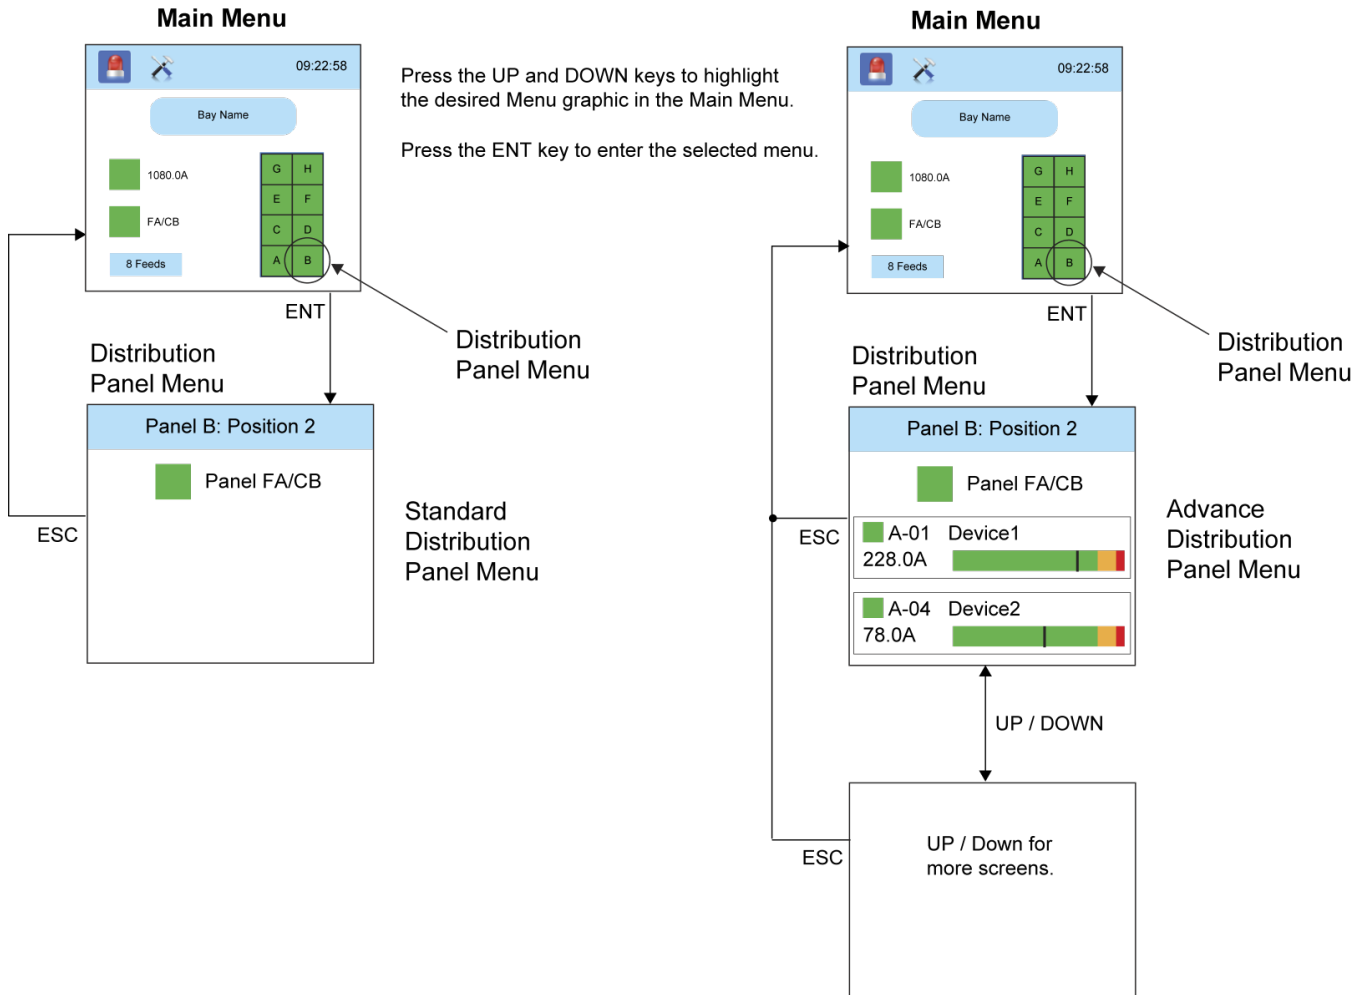 Main Menu
09:22:58
Bay Name
1080.0A
FA/CB
8 Feeds
G H
E F
C D
A B
Press the UP and DOWN keys to highlight
the desired Menu graphic in the Main Menu.
Press the ENT key to enter the selected menu.
ENT
Distribution
Panel Menu
Distribution
Panel Menu
Panel B: Position 2
Panel FA/CB
ESC
Standard
Distribution
Panel Menu
Main Menu
09:22:58
Bay Name
1080.0A
FA/CB
8 Feeds
G H
E F
C D
A B
ENT
Distribution
Panel Menu
Distribution
Panel Menu
Panel B: Position 2
Panel FA/CB
ESC
A-01 Device1
228.0A
A-04 Device2
78.0A
Advance
Distribution
Panel Menu
UP / DOWN
ESC
UP / Down for
more screens.